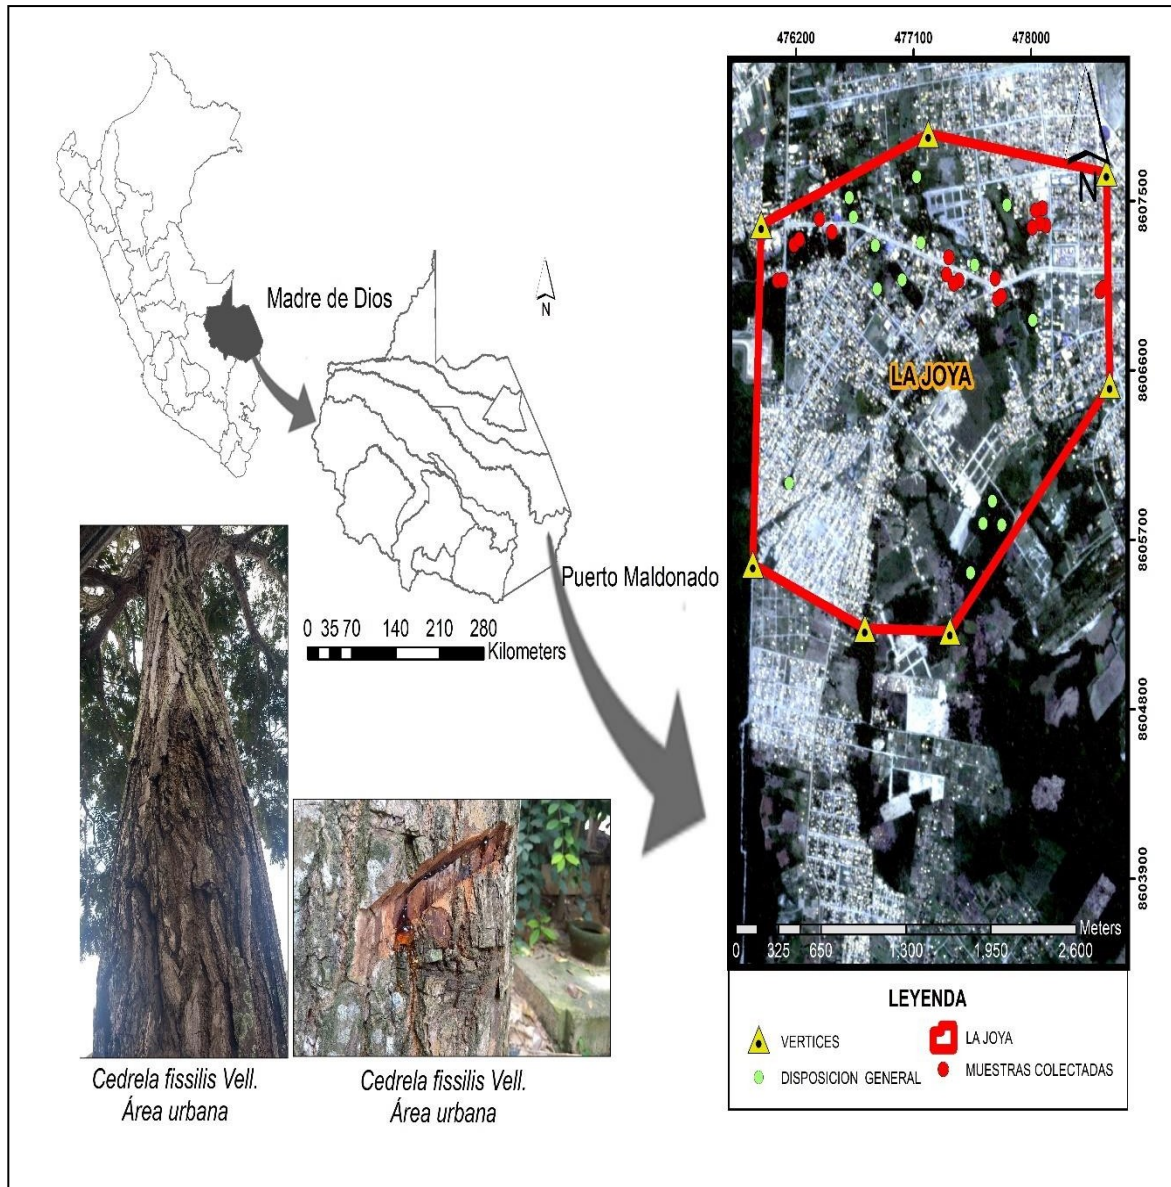 476200 477100 478000
Madre de Dios
N
N
8607500
8606600
LA JOYA
8605700
Puerto Maldonado
0 35 70 140 210 280
Kilometers
8604800
8603900
Meters
0 325 650 1,300 1,950 2,600
LEYENDA
VERTICES
LA JOYA
DISPOSICION GENERAL
MUESTRAS COLECTADAS
Cedrela fissilis Vell.
Área urbana
Cedrela fissilis Vell.
Área urbana